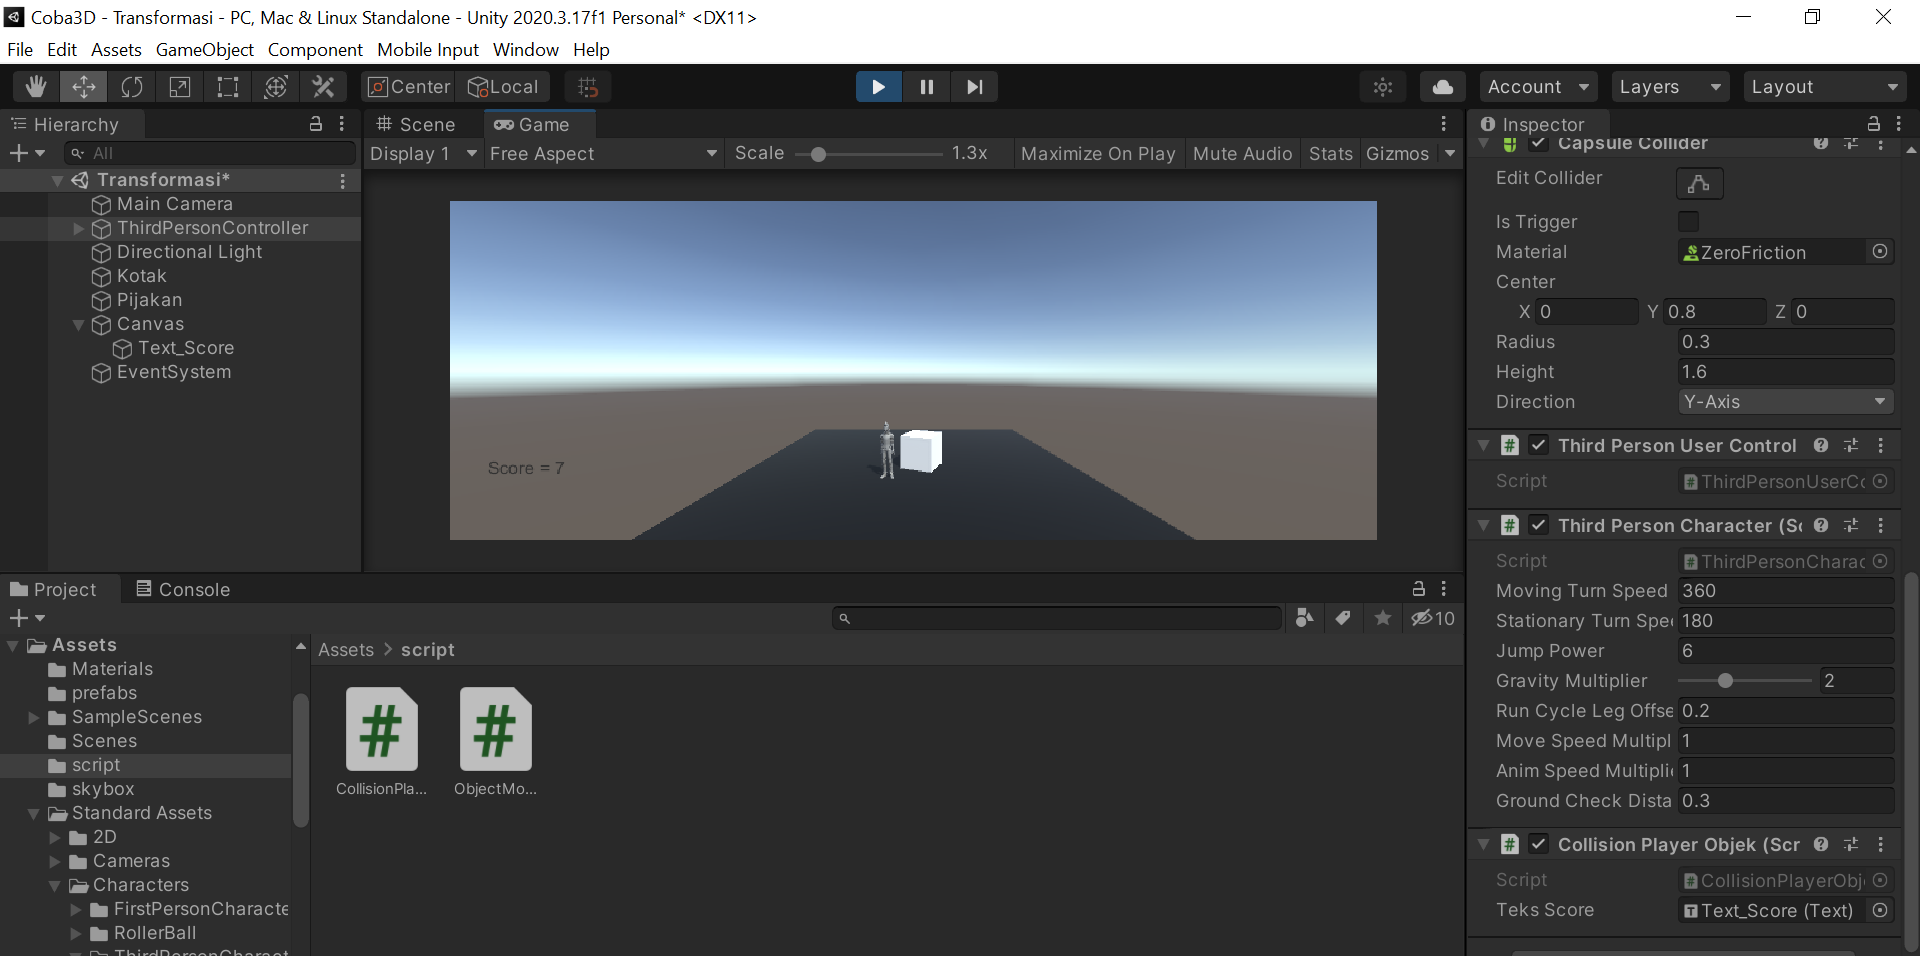 Coba3D - Transformasi - PC, Mac & Linux Standalone - Unity 2020.3.17f1 Personal* <DX11>
File Edit Assets GameObject Component Mobile Input Window Help
Center Local Account Layers Layout
Hierarchy
All
Transformasi*
Main Camera
ThirdPersonController
Directional Light
Kotak
Pijakan
Canvas
Text_Score
EventSystem
Scene Game
Display 1 Free Aspect Scale 1.3x Maximize On Play Mute Audio Stats Gizmos
Score = 7
Inspector
Capsule Collider
Edit Collider
Is Trigger
Material ZeroFriction
Center
X 0 Y 0.8 Z 0
Radius 0.3
Height 1.6
Direction Y-Axis
Third Person User Control
Script ThirdPersonUserCo
Third Person Character (Sc
Script ThirdPersonCharac
Moving Turn Speed 360
Stationary Turn Spee 180
Jump Power 6
Gravity Multiplier 2
Run Cycle Leg Offse 0.2
Move Speed Multipl 1
Anim Speed Multiplie 1
Ground Check Dista 0.3
Collision Player Objek (Scr
Script CollisionPlayerObj
Teks Score Text_Score (Text)
Project Console
10
Assets
Materials
prefabs
SampleScenes
Scenes
script
skybox
Standard Assets
2D
Cameras
Characters
FirstPersonCharacte
RollerBall
ThirdPersonCharact
Assets > script
CollisionPla...
ObjectMo...